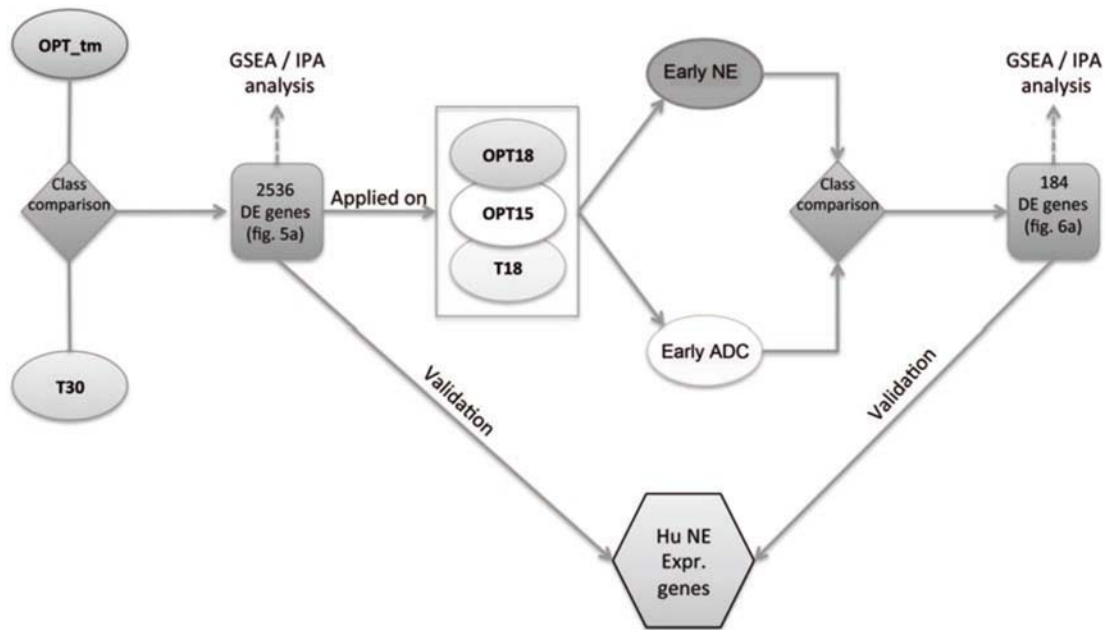 OPT_tm
GSEA / IPA
analysis
Class
comparison
2536
DE genes
(fig. 5a)
Applied on
OPT18
OPT15
T18
Early NE
Early ADC
Class
comparison
GSEA / IPA
analysis
184
DE genes
(fig. 6a)
T30
Validation
Validation
Hu NE
Expr.
genes